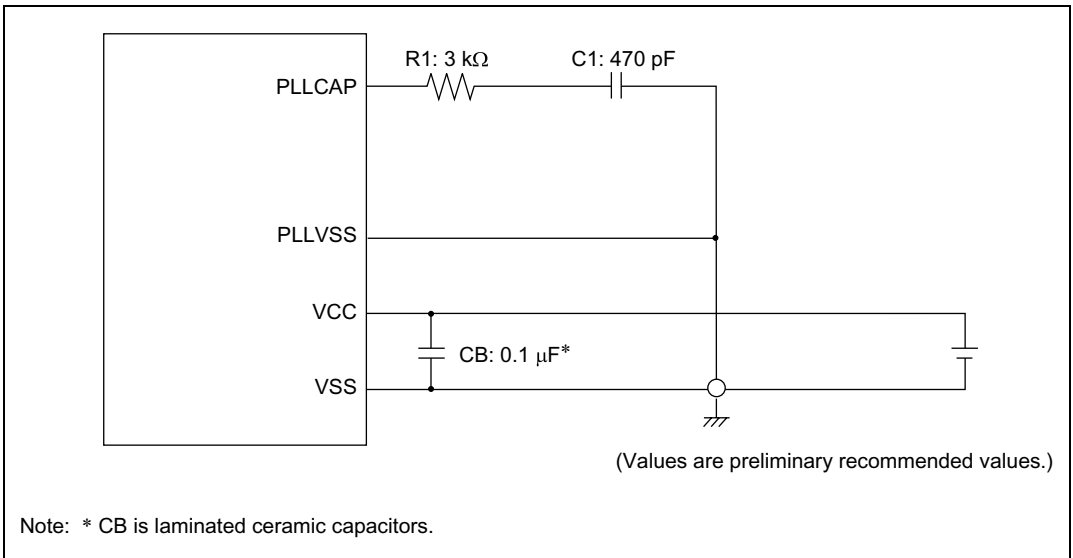 R1: 3 kΩ
C1: 470 pF
PLLCAP
PLLVSS
VCC
CB: 0.1 μF*
VSS
(Values are preliminary recommended values.)
Note: * CB is laminated ceramic capacitors.